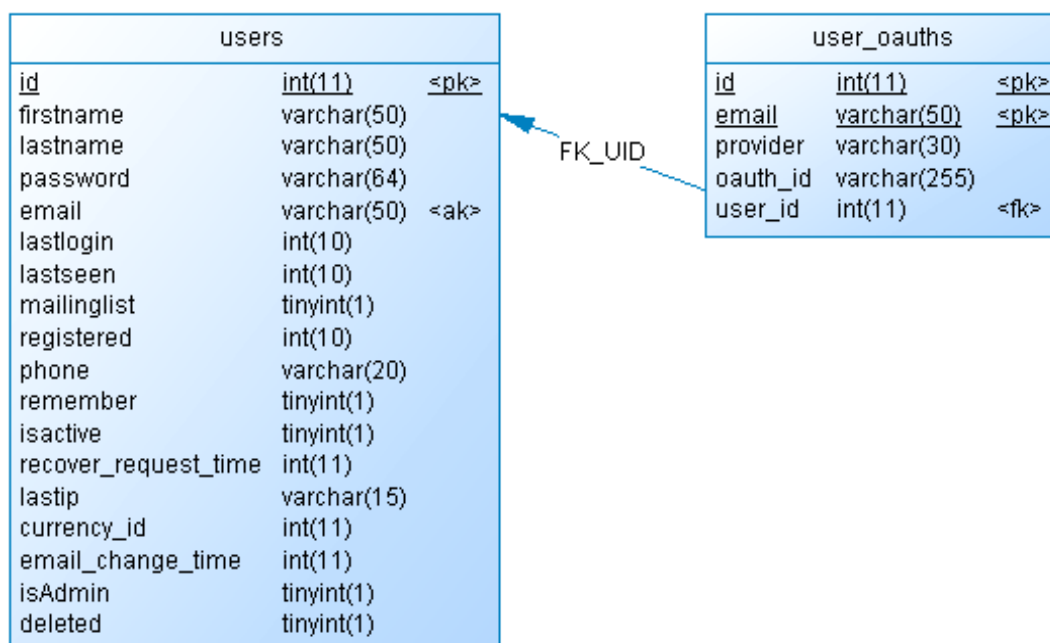 users
id int(11) <pk>
firstname varchar(50)
lastname varchar(50)
password varchar(64)
email varchar(50) <ak>
lastlogin int(10)
lastseen int(10)
mailinglist tinyint(1)
registered int(10)
phone varchar(20)
remember tinyint(1)
isactive tinyint(1)
recover_request_time int(11)
lastip varchar(15)
currency_id int(11)
email_change_time int(11)
isAdmin tinyint(1)
deleted tinyint(1)
FK_UID
user_oauths
id int(11) <pk>
email varchar(50) <pk>
provider varchar(30)
oauth_id varchar(255)
user_id int(11) <fk>